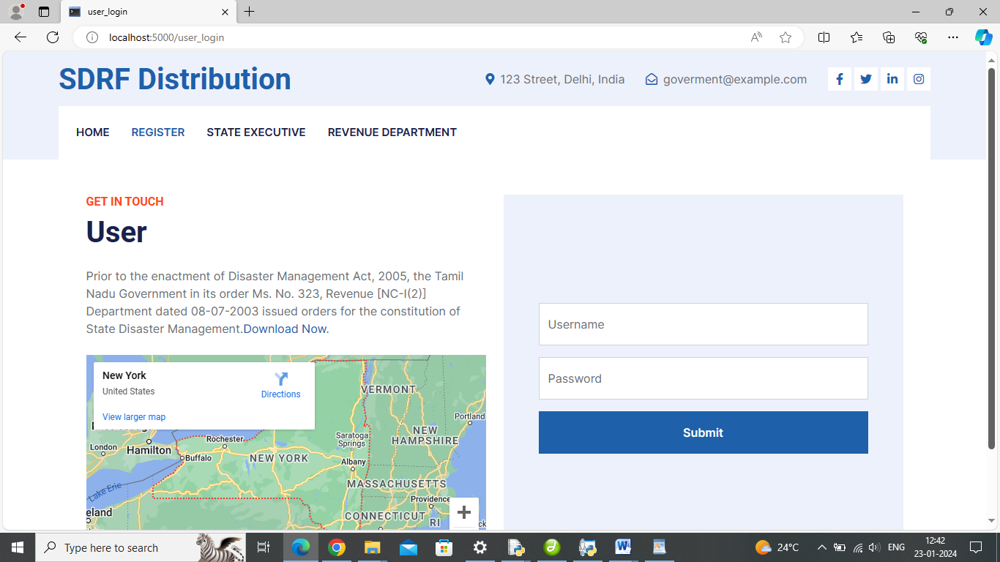 user_login
localhost:5000/user_login
SDRF Distribution
123 Street, Delhi, India
goverment@example.com
HOME REGISTER STATE EXECUTIVE REVENUE DEPARTMENT
GET IN TOUCH
User
Prior to the enactment of Disaster Management Act, 2005, the Tamil
Nadu Government in its order Ms. No. 323, Revenue [NC-I(2)]
Department dated 08-07-2003 issued orders for the constitution of
State Disaster Management.Download Now.
New York
United States
Directions
View larger map
VERMONT
Portland
NEW
HAMPSHIRE
Rochester
Saratoga
Springs
London
Hamilton
Buffalo
NEW YORK
Albany
MASSACHUSETTS
Lake Erie
Providence
eland
CONNECTICUT
RI
ck
Username
Password
Submit
Type here to search
24°C
ENG
12:42
23-01-2024